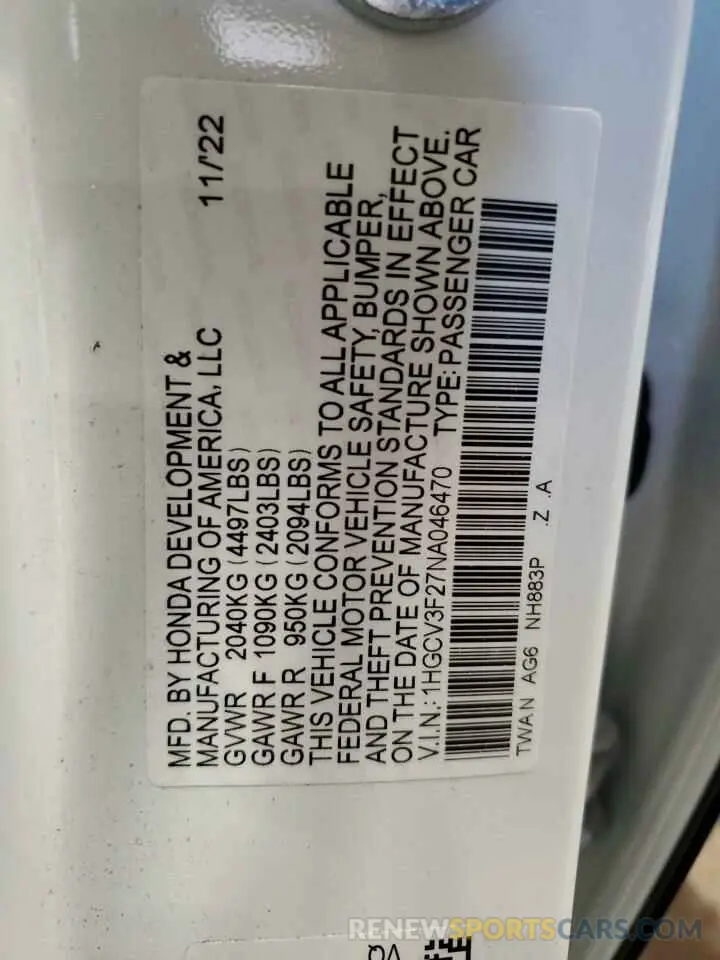 MFD. BY HONDA DEVELOPMENT &
MANUFACTURING OF AMERICA, LLC 11/'22
GVWR 2040KG (4497LBS)
GAWR F 1090KG (2403LBS)
GAWR R 950KG (2094LBS)
THIS VEHICLE CONFORMS TO ALL APPLICABLE
FEDERAL MOTOR VEHICLE SAFETY, BUMPER,
AND THEFT PREVENTION STANDARDS IN EFFECT
ON THE DATE OF MANUFACTURE SHOWN ABOVE.
V.I.N.: 1HGCV3F27NA046470 TYPE: PASSENGER CAR
TWA N AG6 NH883P .Z .A
RENEWSPORTSCARS.COM